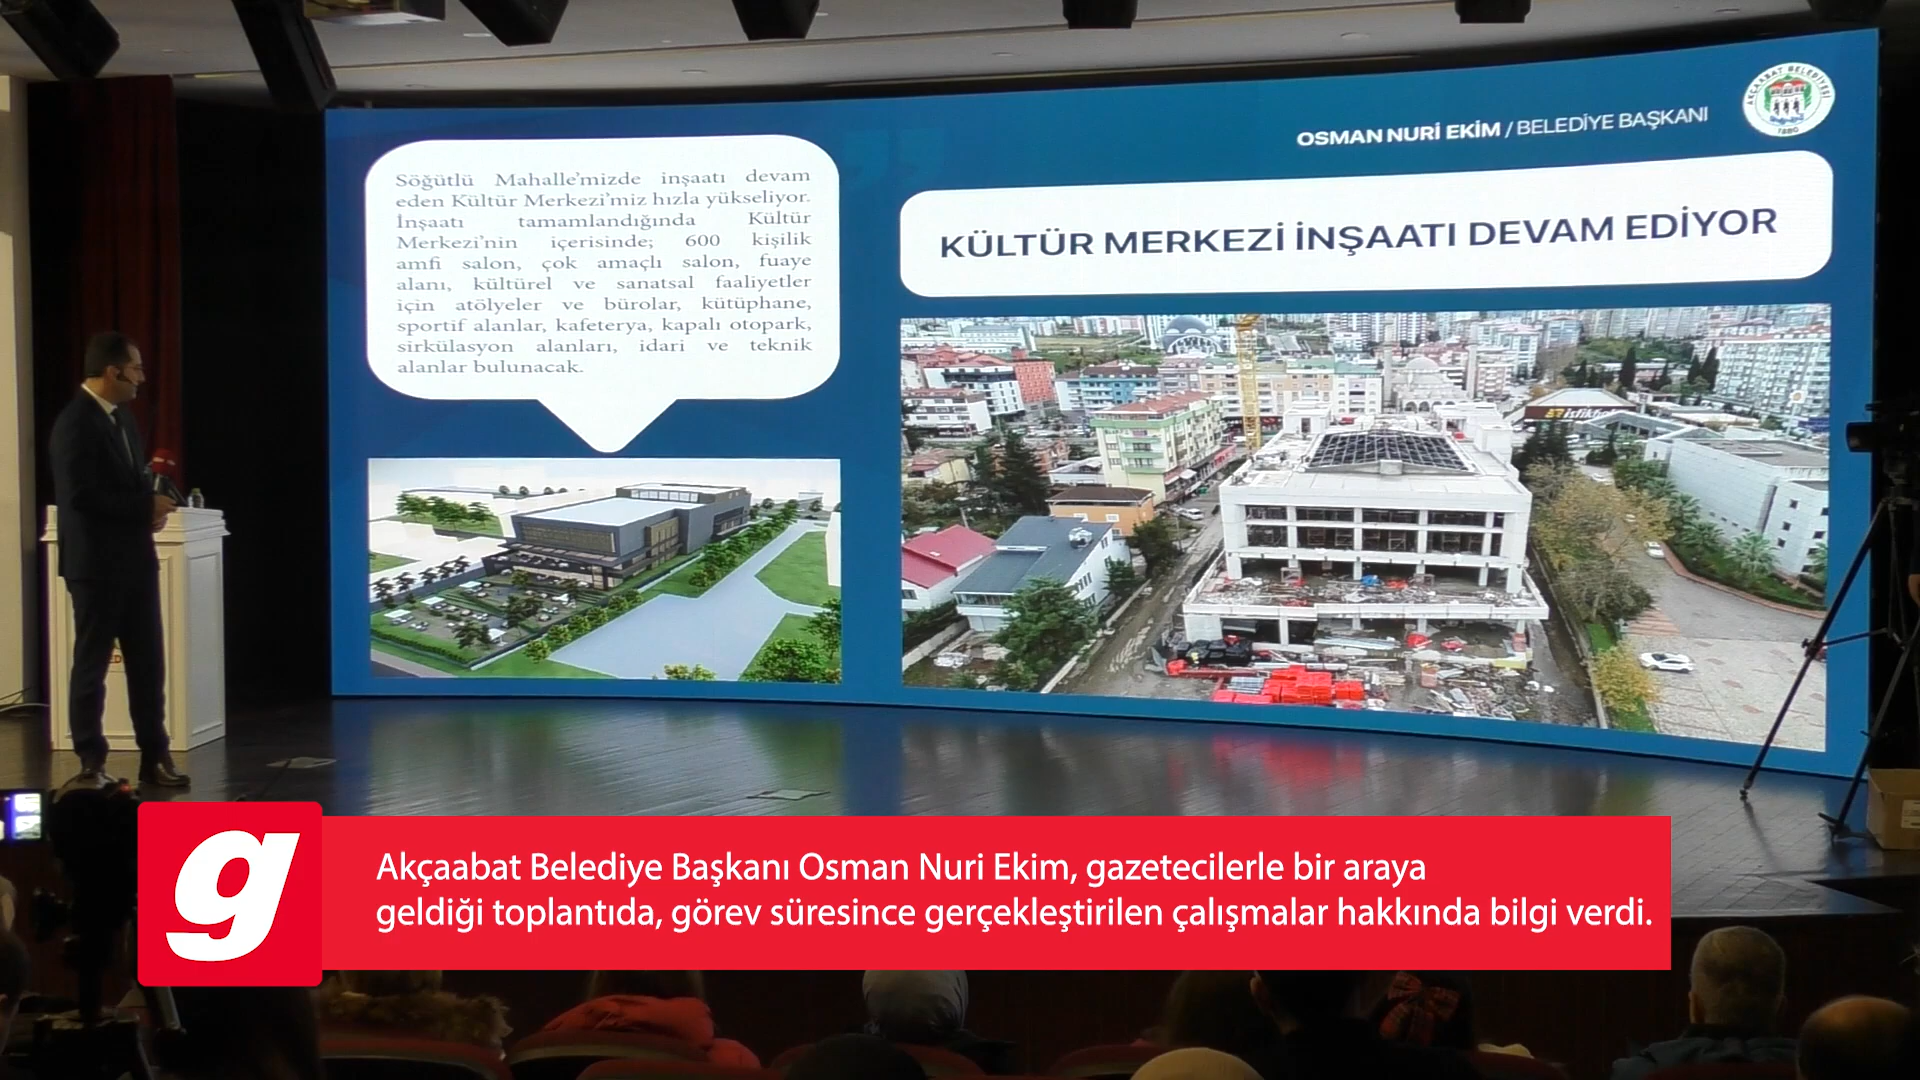 OSMAN NURİ EKİM / BELEDİYE BAŞKANI
AKÇAABAT BELEDİYESİ
Söğütlü Mahalle'mizde inşaatı devam
eden Kültür Merkezi'miz hızla yükseliyor.
İnşaatı tamamlandığında Kültür
Merkezi'nin içerisinde; 600 kişilik
amfi salon, çok amaçlı salon, fuaye
alanı, kültürel ve sanatsal faaliyetler
için atölyeler ve bürolar, kütüphane,
sportif alanlar, kafeterya, kapalı otopark,
sirkülasyon alanları, idari ve teknik
alanlar bulunacak.
KÜLTÜR MERKEZİ İNŞAATI DEVAM EDİYOR
g
Akçaabat Belediye Başkanı Osman Nuri Ekim, gazetecilerle bir araya
geldiği toplantıda, görev süresince gerçekleştirilen çalışmalar hakkında bilgi verdi.